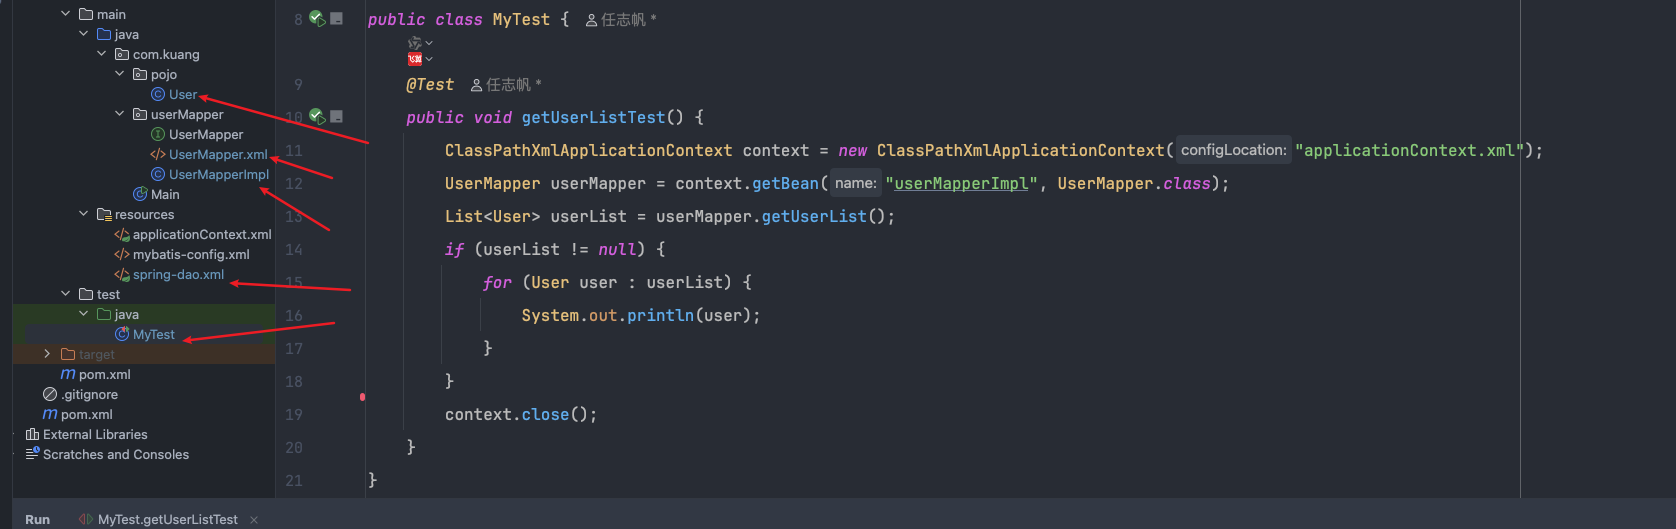 main
java
com.kuang
pojo
User
userMapper
UserMapper
UserMapper.xml
UserMapperImpl
Main
resources
applicationContext.xml
mybatis-config.xml
spring-dao.xml
test
java
MyTest
target
pom.xml
.gitignore
pom.xml
External Libraries
Scratches and Consoles
8 public class MyTest { 任志帆 *
9 @Test 任志帆 *
10 public void getUserListTest() {
11 ClassPathXmlApplicationContext context = new ClassPathXmlApplicationContext( configLocation: "applicationContext.xml");
12 UserMapper userMapper = context.getBean( name: "userMapperImpl", UserMapper.class);
13 List<User> userList = userMapper.getUserList();
14 if (userList != null) {
15 for (User user : userList) {
16 System.out.println(user);
17 }
18 }
19 context.close();
20 }
21 }
Run MyTest.getUserListTest ×